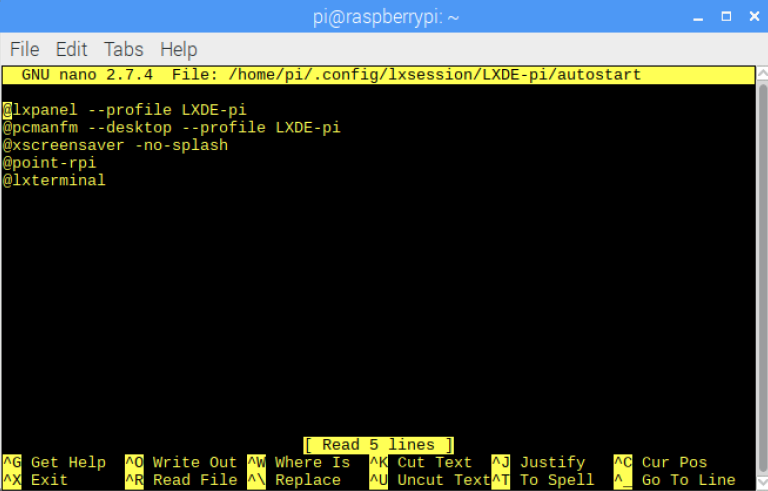 pi@raspberrypi: ~
File Edit Tabs Help
GNU nano 2.7.4 File: /home/pi/.config/lxsession/LXDE-pi/autostart
@lxpanel --profile LXDE-pi
@pcmanfm --desktop --profile LXDE-pi
@xscreensaver -no-splash
@point-rpi
@lxterminal
[ Read 5 lines ]
^G Get Help ^O Write Out ^W Where Is ^K Cut Text ^J Justify ^C Cur Pos
^X Exit ^R Read File ^\ Replace ^U Uncut Text ^T To Spell ^_ Go To Line